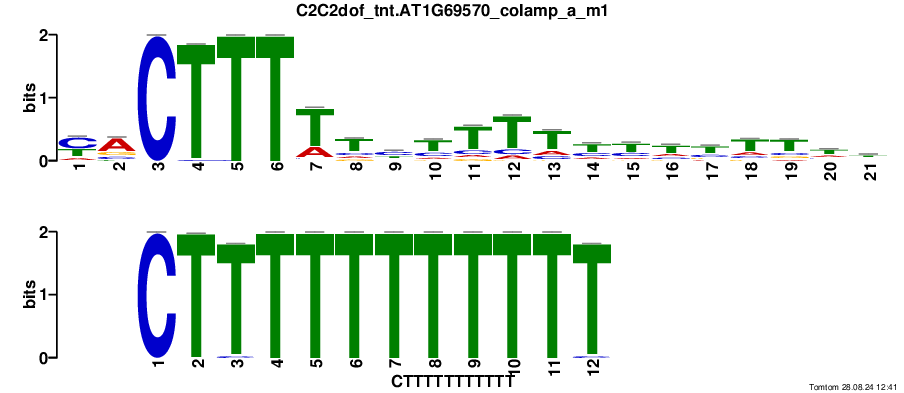 C2C2dof_tnt.AT1G69570_colamp_a_m1
bits
2
1
0
CACTTTTTTTTTTTTTTTT
1 2 3 4 5 6 7 8 9 10 11 12 13 14 15 16 17 18 19 20 21
bits
2
1
0
CTTTTTTTTTTT
1 2 3 4 5 6 7 8 9 10 11 12
CTTTTTTTTTTT
Tomtom 28.08.24 12:41